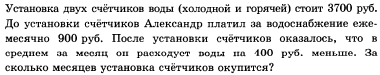 Установка двух счётчиков воды (холодной и горячей) стоит 3700 руб.
До установки счётчиков Александр платил за водоснабжение еже-
месячно 900 руб. После установки счётчиков оказалось, что в
среднем за месяц он расходует воды на 400 руб. меньше. За
сколько месяцев установка счётчиков окупится?